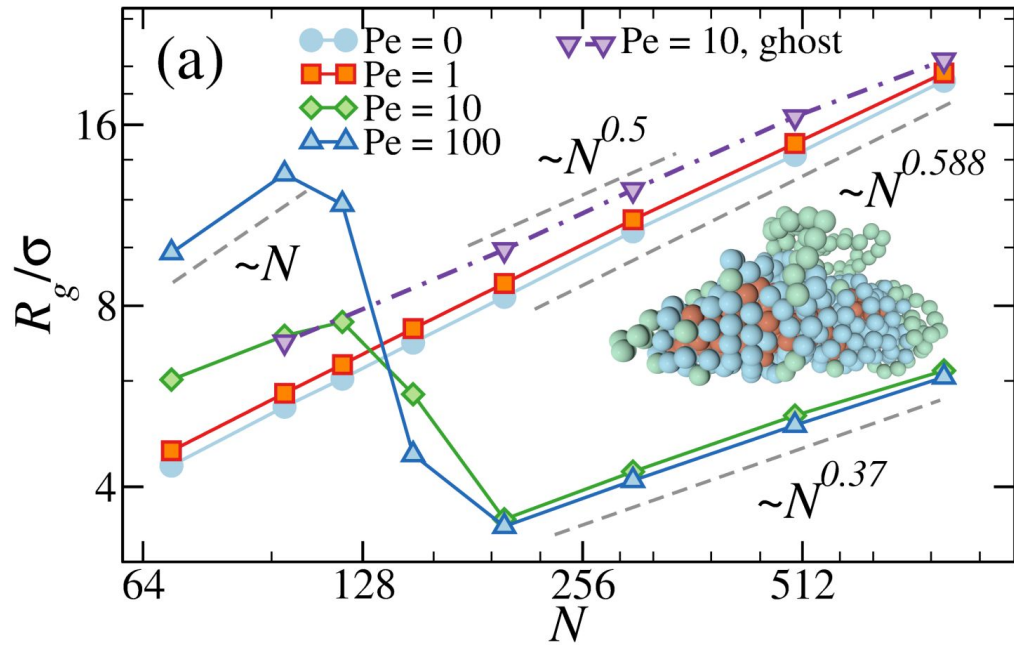 (a)
Pe = 0
Pe = 1
Pe = 10
Pe = 100
Pe = 10, ghost
~N^0.5
~N^0.588
~N
~N^0.37
16
8
4
R_g/σ
64 128 256 512
N